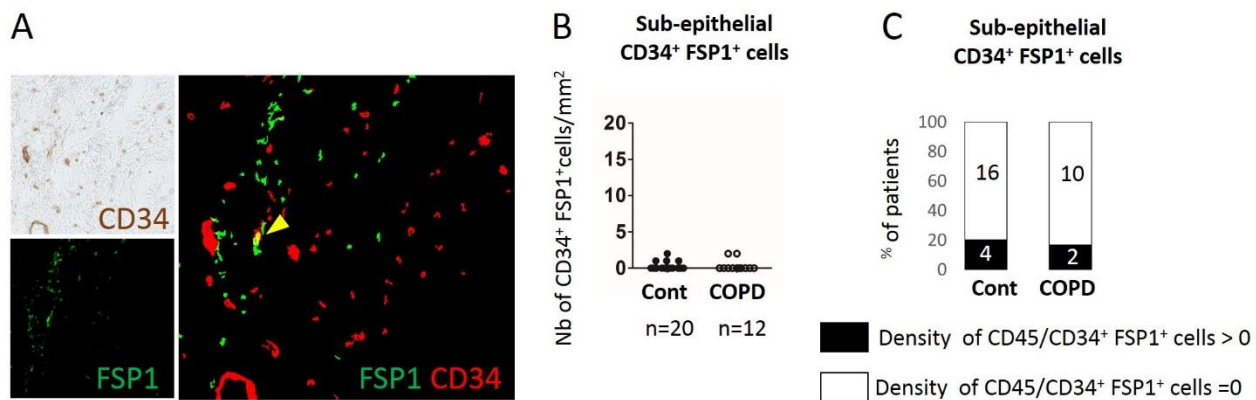 A
CD34
FSP1
FSP1 CD34
B
Sub-epithelial
CD34⁺ FSP1⁺ cells
Nb of CD34⁺ FSP1⁺cells/mm²
20
15
10
5
0
Cont COPD
n=20 n=12
C
Sub-epithelial
CD34⁺ FSP1⁺ cells
% of patients
100
80
60
40
20
0
16 10
4 2
Cont COPD
Density of CD45/CD34⁺ FSP1⁺ cells > 0
Density of CD45/CD34⁺ FSP1⁺ cells =0